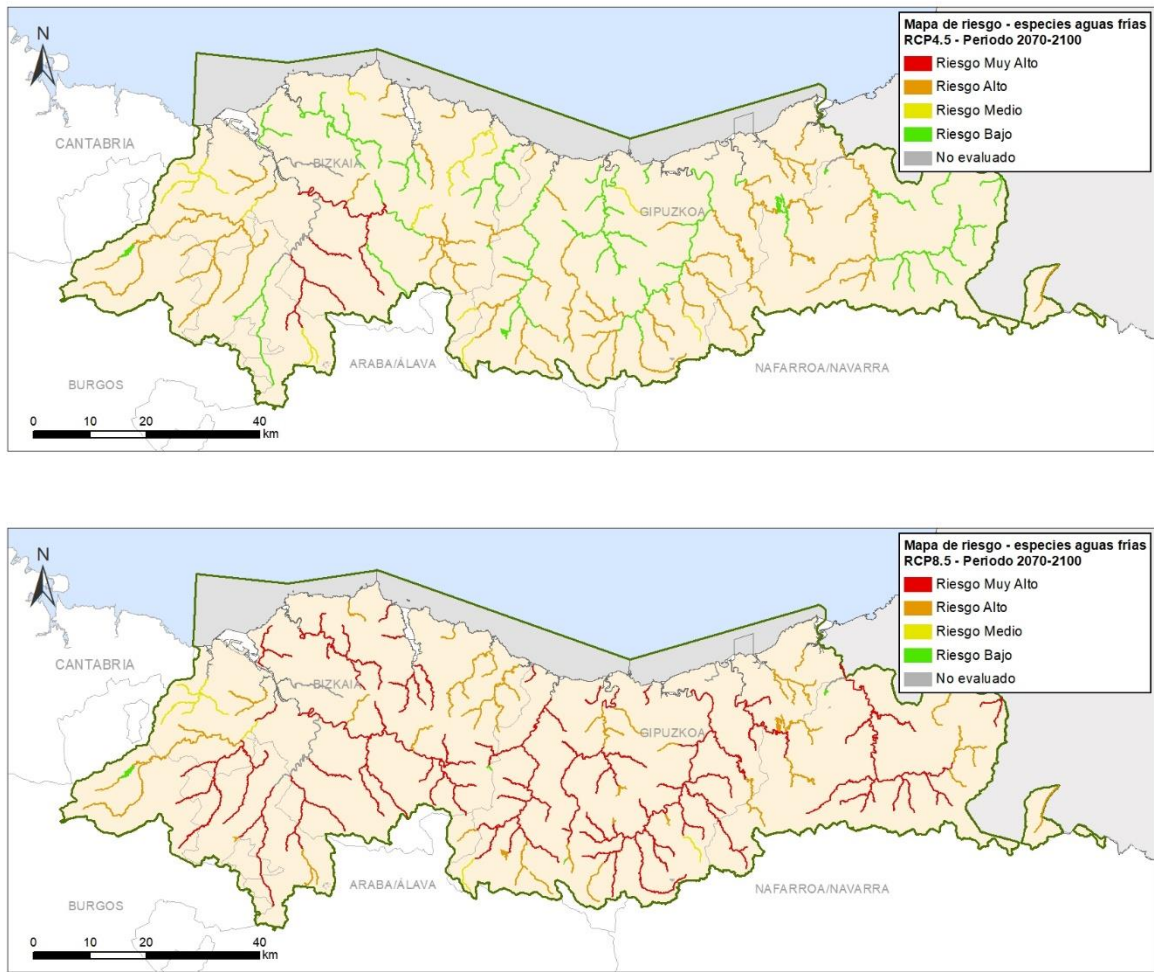 Mapa de riesgo - especies aguas frías
RCP4.5 - Periodo 2070-2100
Riesgo Muy Alto
Riesgo Alto
Riesgo Medio
Riesgo Bajo
No evaluado
N
CANTABRIA
BIZKAIA
GIPUZKOA
ARABA/ÁLAVA
NAFARROA/NAVARRA
BURGOS
0 10 20 40
km
Mapa de riesgo - especies aguas frías
RCP8.5 - Periodo 2070-2100
Riesgo Muy Alto
Riesgo Alto
Riesgo Medio
Riesgo Bajo
No evaluado
N
CANTABRIA
BIZKAIA
GIPUZKOA
ARABA/ÁLAVA
NAFARROA/NAVARRA
BURGOS
0 10 20 40
km